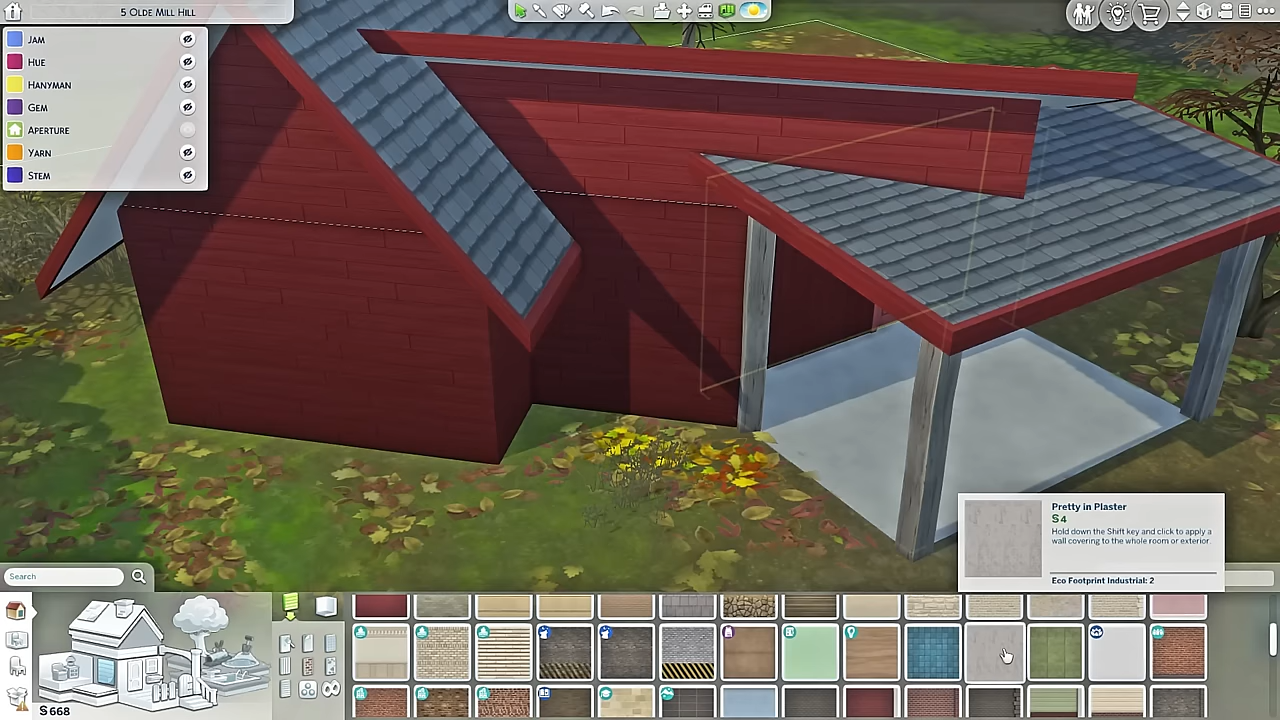 5 Olde Mill Hill
Jam
Hue
Hanyman
Gem
Aperture
Yarn
Stem
Pretty in Plaster
§4
Hold down the Shift key and click to apply a
wall covering to the whole room or exterior.
Eco Footprint Industrial: 2
Search
§668